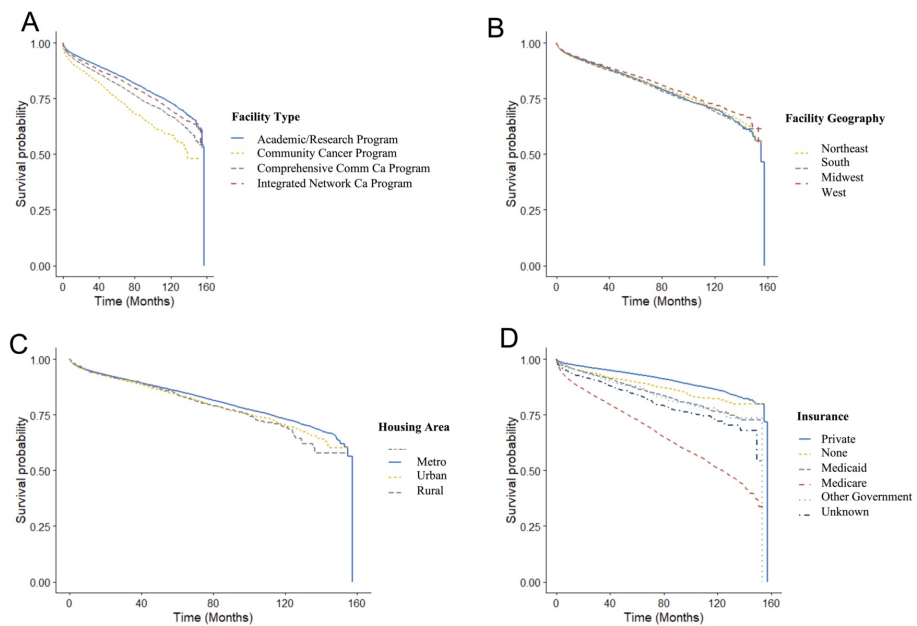 A
Survival probability
1.00
0.75
0.50
0.25
0.00
0 40 80 120 160
Time (Months)
Facility Type
Academic/Research Program
Community Cancer Program
Comprehensive Comm Ca Program
Integrated Network Ca Program
B
Survival probability
1.00
0.75
0.50
0.25
0.00
0 40 80 120 160
Time (Months)
Facility Geography
Northeast
South
Midwest
West
C
Survival probability
1.00
0.75
0.50
0.25
0.00
0 40 80 120 160
Time (Months)
Housing Area
Metro
Urban
Rural
D
Survival probability
1.00
0.75
0.50
0.25
0.00
0 40 80 120 160
Time (Months)
Insurance
Private
None
Medicaid
Medicare
Other Government
Unknown